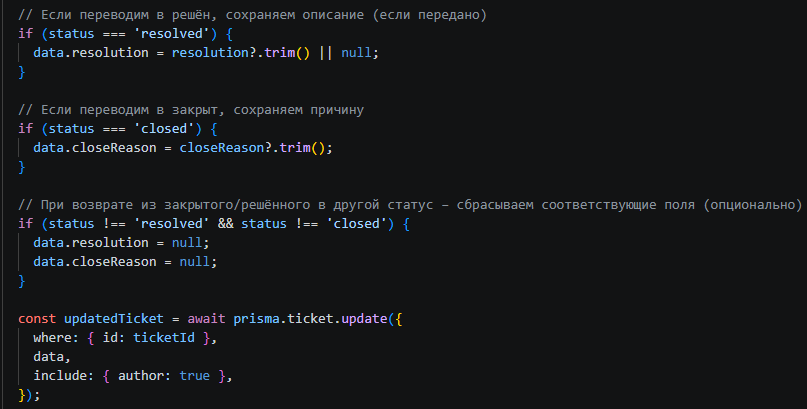 // Если переводим в решён, сохраняем описание (если передано)
if (status === 'resolved') {
  data.resolution = resolution?.trim() || null;
}

// Если переводим в закрыт, сохраняем причину
if (status === 'closed') {
  data.closeReason = closeReason?.trim();
}

// При возврате из закрытого/решённого в другой статус – сбрасываем соответствующие поля (опционально)
if (status !== 'resolved' && status !== 'closed') {
  data.resolution = null;
  data.closeReason = null;
}

const updatedTicket = await prisma.ticket.update({
  where: { id: ticketId },
  data,
  include: { author: true },
});